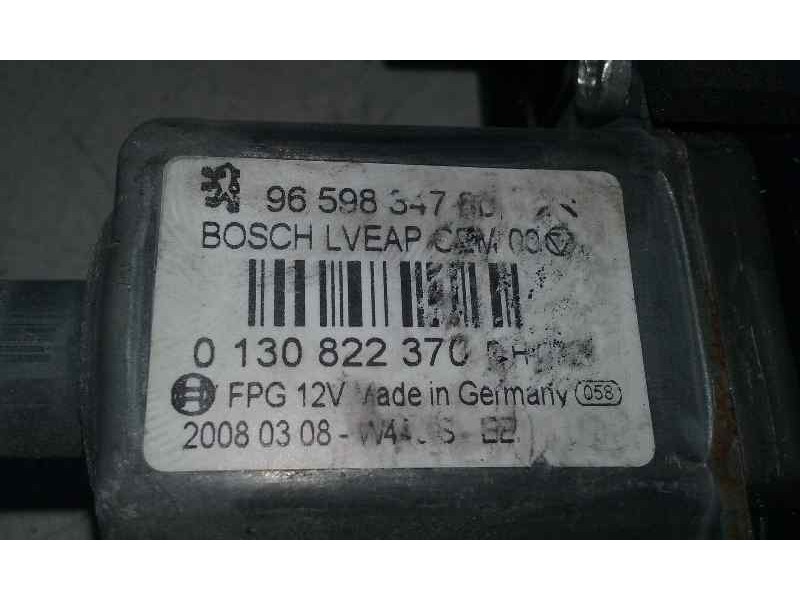 96 598 347
BOSCH LVEAP
0 130 822 370
FPG 12V Made in Germany 058
2008 03 08 -